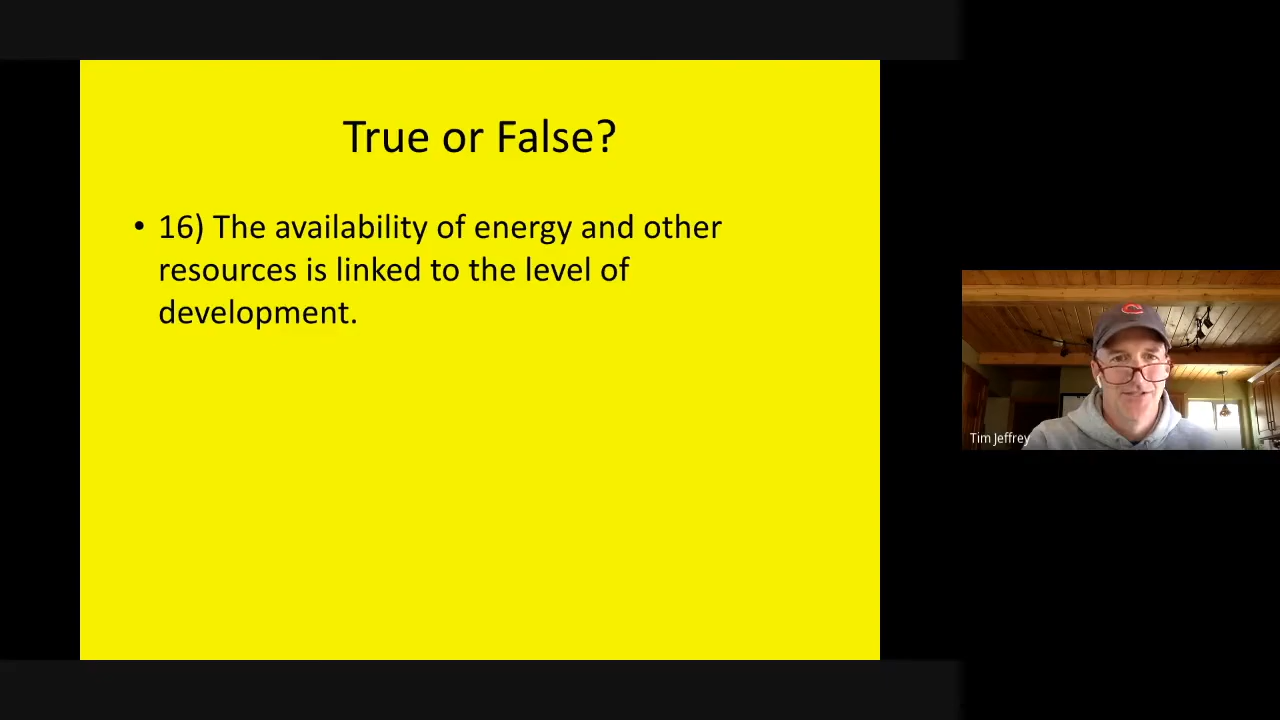 True or False?
• 16) The availability of energy and other
resources is linked to the level of
development.
Tim Jeffrey